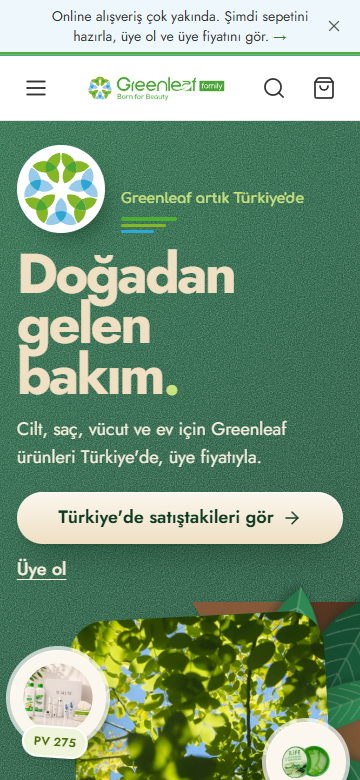 Online alışveriş çok yakında. Şimdi sepetini
hazırla, üye ol ve üye fiyatını gör. →
Greenleaf family
Born for Beauty
Greenleaf artık Türkiye'de
Doğadan
gelen
bakım.
Cilt, saç, vücut ve ev için Greenleaf
ürünleri Türkiye'de, üye fiyatıyla.
Türkiye'de satıştakileri gör →
Üye ol
PV 275